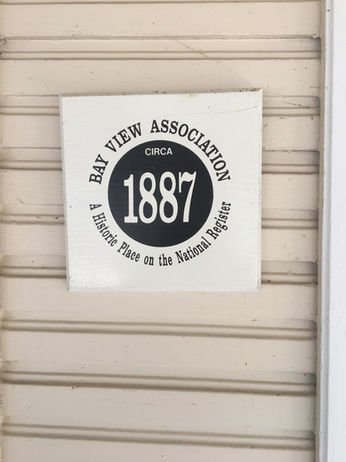 BAY VIEW ASSOCIATION
CIRCA
1887
A Historic Place on the National Register